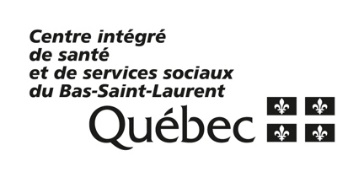 Centre intégré
de santé
et de services sociaux
du Bas-Saint-Laurent
Québec